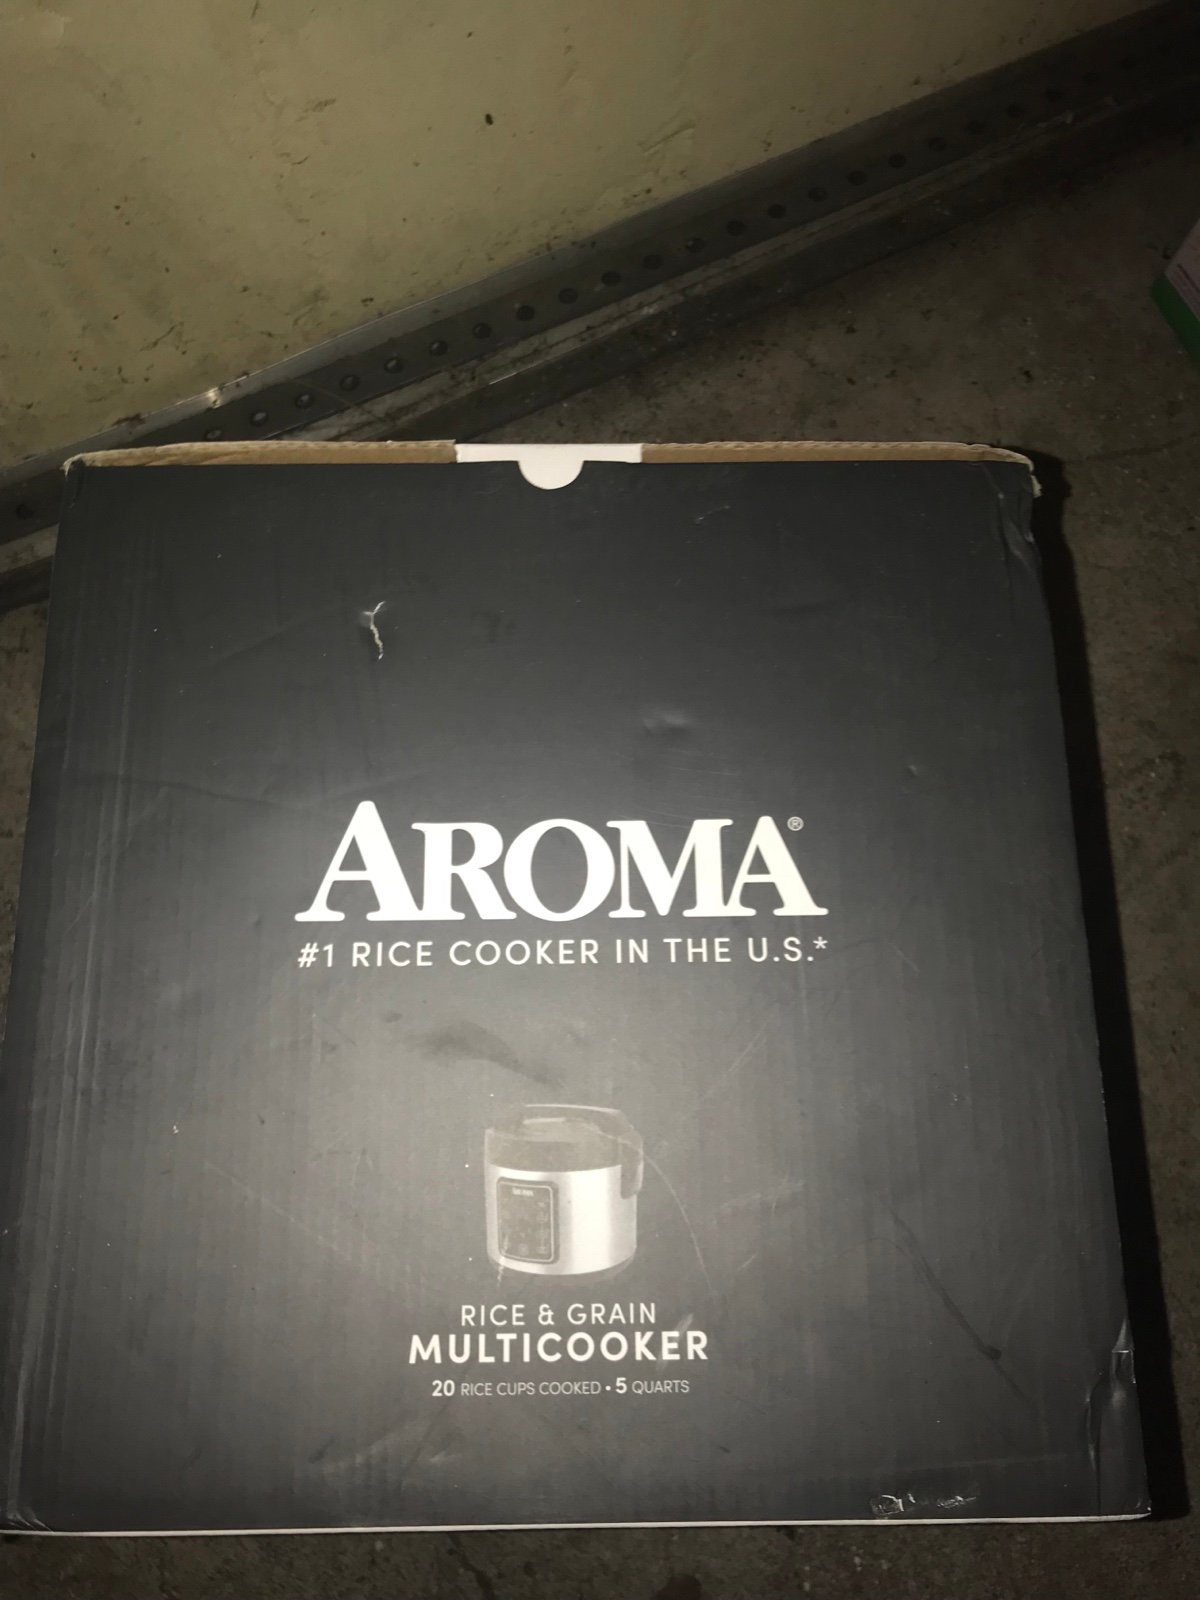 AROMA®
#1 RICE COOKER IN THE U.S.*
RICE & GRAIN
MULTICOOKER
20 RICE CUPS COOKED • 5 QUARTS